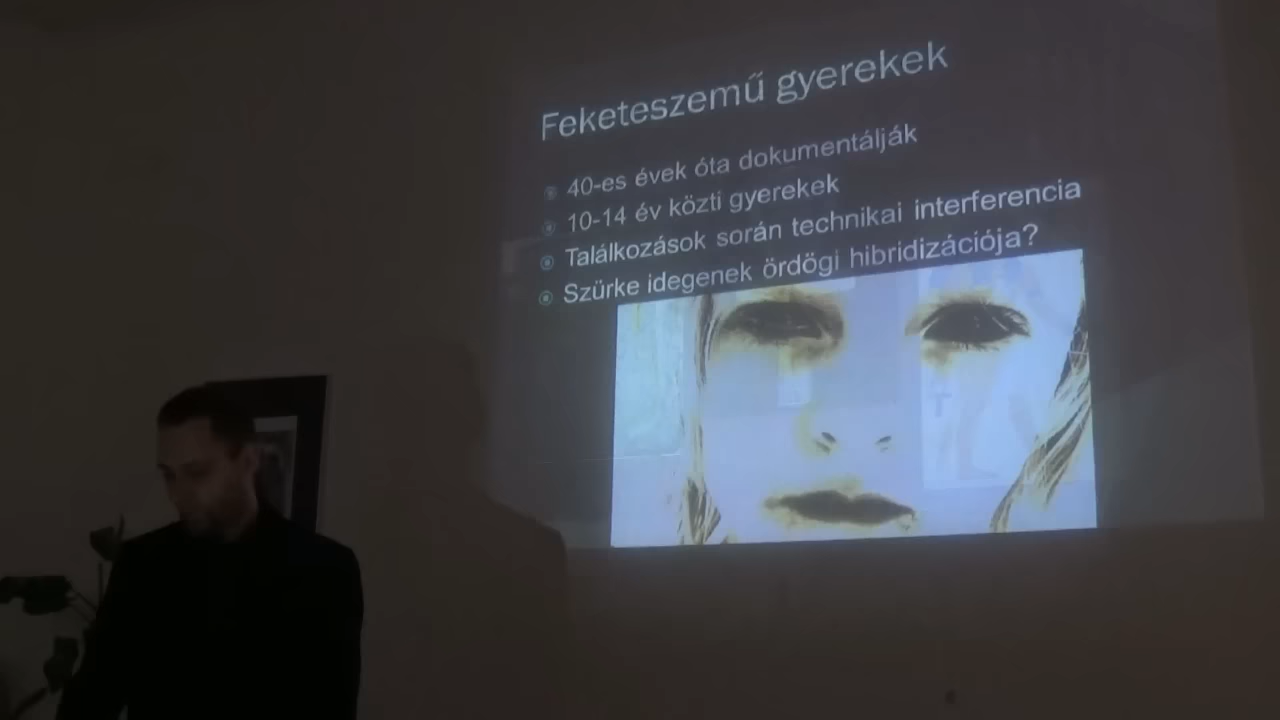 Feketeszemű gyerekek
40-es évek óta dokumentálják
10-14 év közti gyerekek
Találkozások során technikai interferencia
Szürke idegenek ördögi hibridizációja?